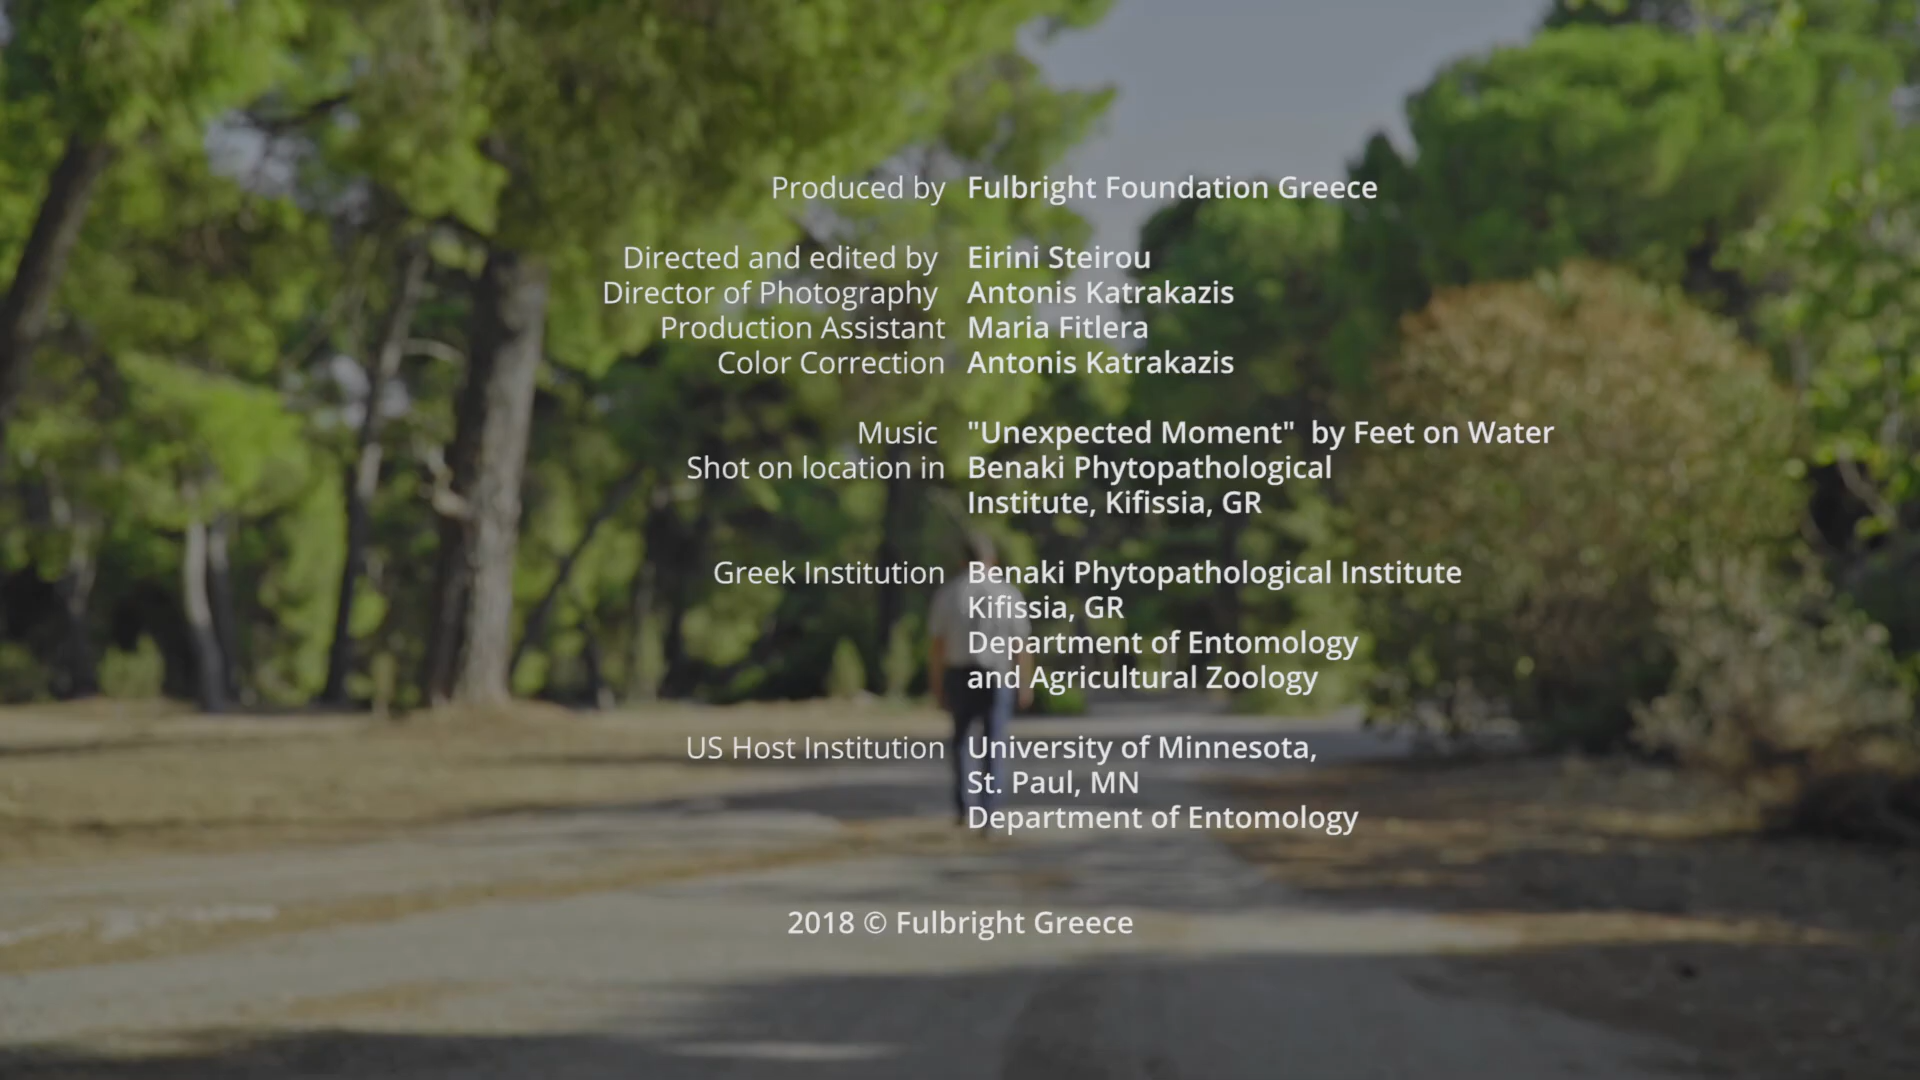 Produced by Fulbright Foundation Greece
Directed and edited by Eirini Steirou
Director of Photography Antonis Katrakazis
Production Assistant Maria Fitlera
Color Correction Antonis Katrakazis
Music "Unexpected Moment" by Feet on Water
Shot on location in Benaki Phytopathological
Institute, Kifissia, GR
Greek Institution Benaki Phytopathological Institute
Kifissia, GR
Department of Entomology
and Agricultural Zoology
US Host Institution University of Minnesota,
St. Paul, MN
Department of Entomology
2018 © Fulbright Greece